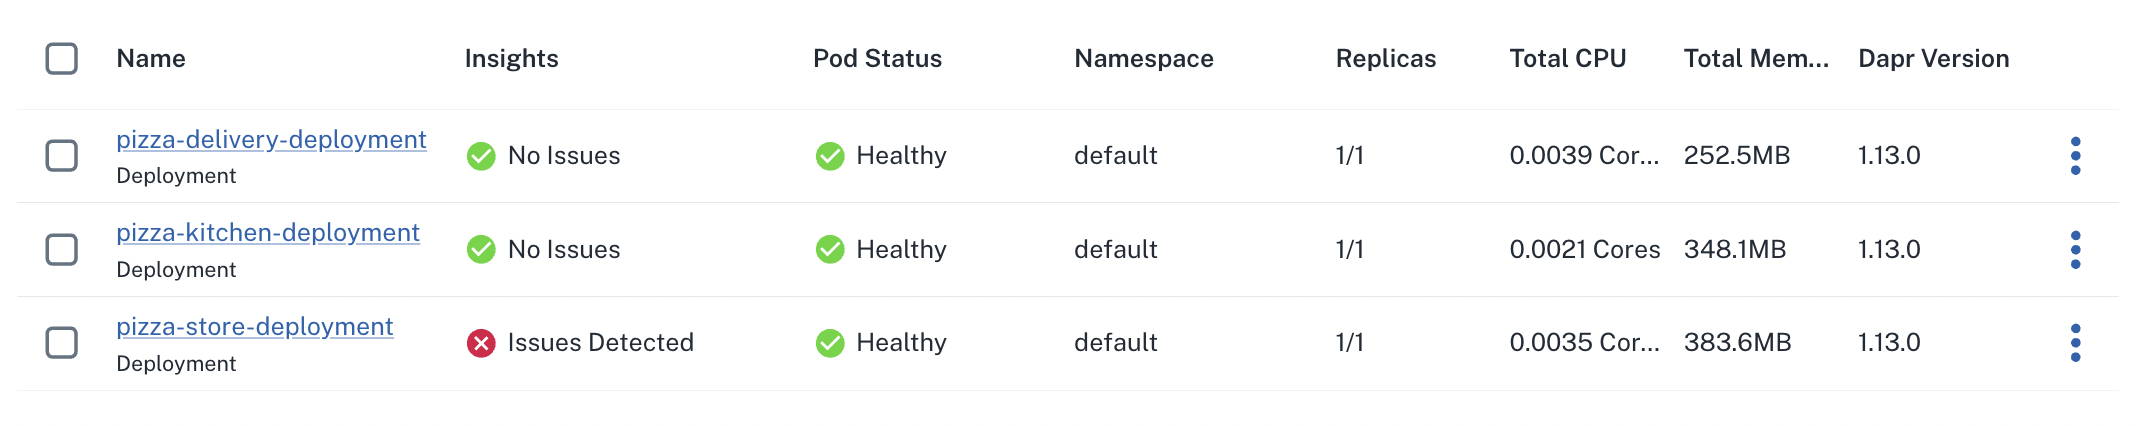 Name Insights Pod Status Namespace Replicas Total CPU Total Mem... Dapr Version
pizza-delivery-deployment
Deployment
No Issues Healthy default 1/1 0.0039 Cor... 252.5MB 1.13.0
pizza-kitchen-deployment
Deployment
No Issues Healthy default 1/1 0.0021 Cores 348.1MB 1.13.0
pizza-store-deployment
Deployment
Issues Detected Healthy default 1/1 0.0035 Cor... 383.6MB 1.13.0